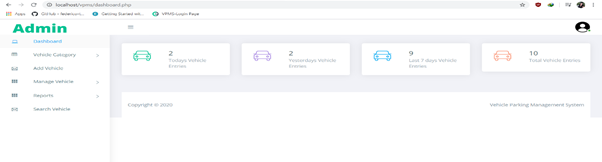 localhost/vpms/dashboard.php
Apps
Getting Started wit...
VPMS-Login Page
Admin
Dashboard
Vehicle Category
Add Vehicle
Manage Vehicle
Reports
Search Vehicle
2
Todays Vehicle
Entries
2
Yesterdays Vehicle
Entries
9
Last 7 days Vehicle
Entries
10
Total Vehicle Entries
Copyright © 2020
Vehicle Parking Management System